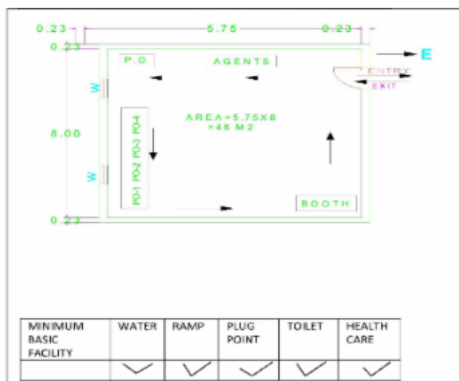 0.23 5.75 0.23
0.23
P.O
AGENTS
E
ENTRY
EXIT
W
AREA=5.75X8
=46 M2
8.00
PO-1 PO-2 PO-3 PO-4
W
BOOTH
0.23
MINIMUM BASIC FACILITY WATER RAMP PLUG POINT TOILET HEALTH CARE